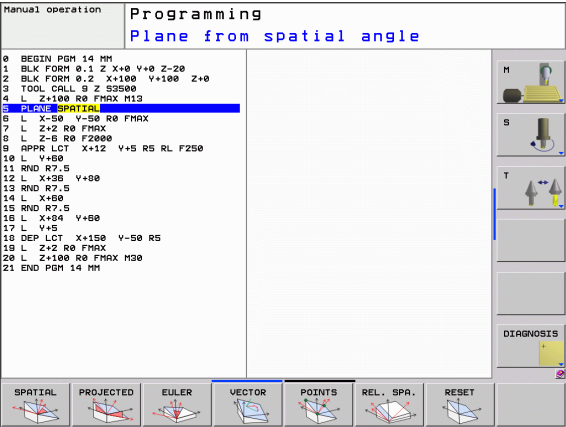 Manual operation
Programming
Plane from spatial angle
0 BEGIN PGM 14 MM
1 BLK FORM 0.1 Z X+0 Y+0 Z-20
2 BLK FORM 0.2 X+100 Y+100 Z+0
3 TOOL CALL 9 Z S3500
4 L Z+100 R0 FMAX M13
5 PLANE SPATIAL
6 L X-50 Y-50 R0 FMAX
7 L Z+2 R0 FMAX
8 L Z-6 R0 F2000
9 APPR LCT X+12 Y+5 R5 RL F250
10 L Y+60
11 RND R7.5
12 L X+36 Y+80
13 RND R7.5
14 L X+60
15 RND R7.5
16 L X+84 Y+60
17 L Y+5
18 DEP LCT X+150 Y-50 R5
19 L Z+2 R0 FMAX
20 L Z+100 R0 FMAX M30
21 END PGM 14 MM
M
S
T
DIAGNOSIS
SPATIAL PROJECTED EULER VECTOR POINTS REL. SPA. RESET